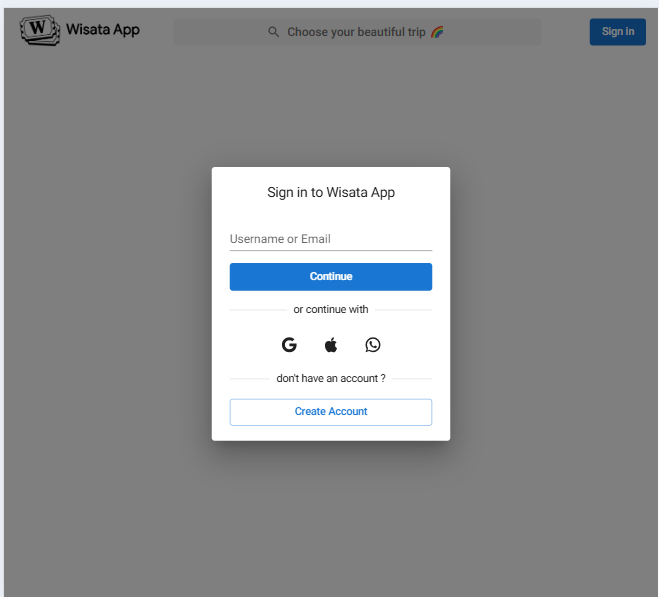 W Wisata App
Choose your beautiful trip 🌈
Sign in
Sign in to Wisata App
Username or Email
Continue
or continue with
G
don't have an account ?
Create Account